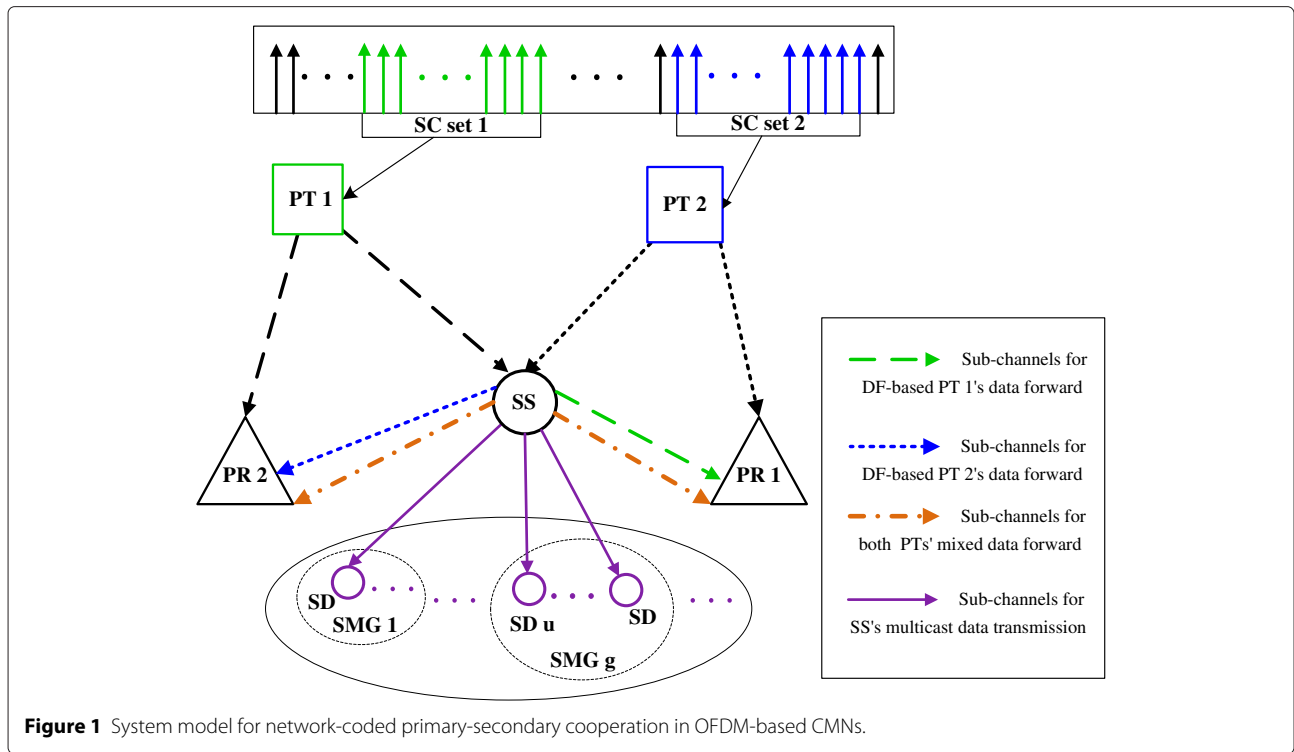 SC set 1
SC set 2
PT 1
PT 2
SS
PR 2
PR 1
SD
SMG 1
SD u
SD
SMG g
Sub-channels for
DF-based PT 1's data forward
Sub-channels for
DF-based PT 2's data forward
Sub-channels for
both PTs' mixed data forward
Sub-channels for
SS's multicast data transmission
Figure 1 System model for network-coded primary-secondary cooperation in OFDM-based CMNs.